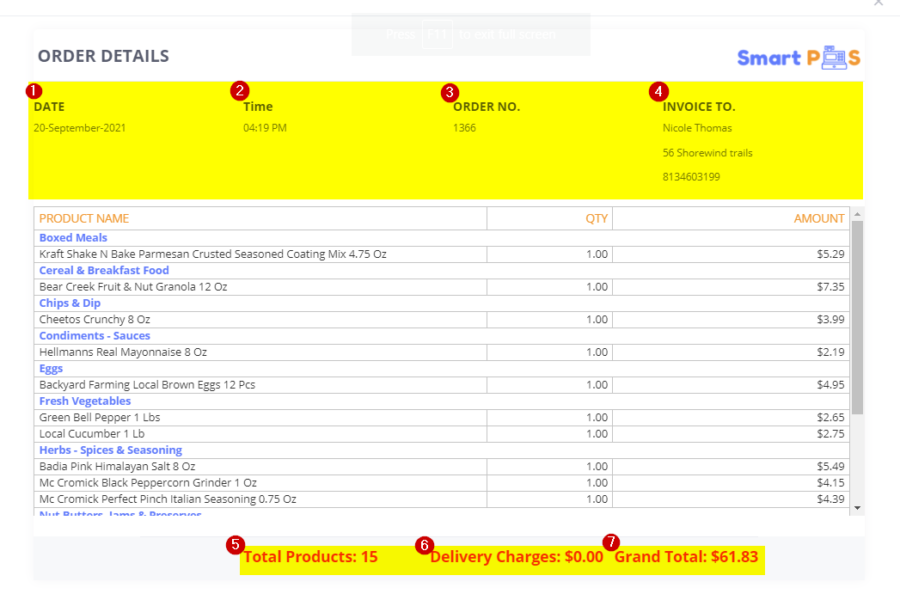 Press F11 to exit full screen
ORDER DETAILS
Smart POS
1 2 3 4
DATE Time ORDER NO. INVOICE TO.
20-September-2021 04:19 PM 1366 Nicole Thomas
56 Shorewind trails
8134603199
PRODUCT NAME QTY AMOUNT
Boxed Meals
Kraft Shake N Bake Parmesan Crusted Seasoned Coating Mix 4.75 Oz 1.00 $5.29
Cereal & Breakfast Food
Bear Creek Fruit & Nut Granola 12 Oz 1.00 $7.35
Chips & Dip
Cheetos Crunchy 8 Oz 1.00 $3.99
Condiments - Sauces
Hellmanns Real Mayonnaise 8 Oz 1.00 $2.19
Eggs
Backyard Farming Local Brown Eggs 12 Pcs 1.00 $4.95
Fresh Vegetables
Green Bell Pepper 1 Lbs 1.00 $2.65
Local Cucumber 1 Lb 1.00 $2.75
Herbs - Spices & Seasoning
Badia Pink Himalayan Salt 8 Oz 1.00 $5.49
Mc Cromick Black Peppercorn Grinder 1 Oz 1.00 $4.15
Mc Cromick Perfect Pinch Italian Seasoning 0.75 Oz 1.00 $4.39
Nut Butters, Jams & Preserves
5 6 7
Total Products: 15 Delivery Charges: $0.00 Grand Total: $61.83